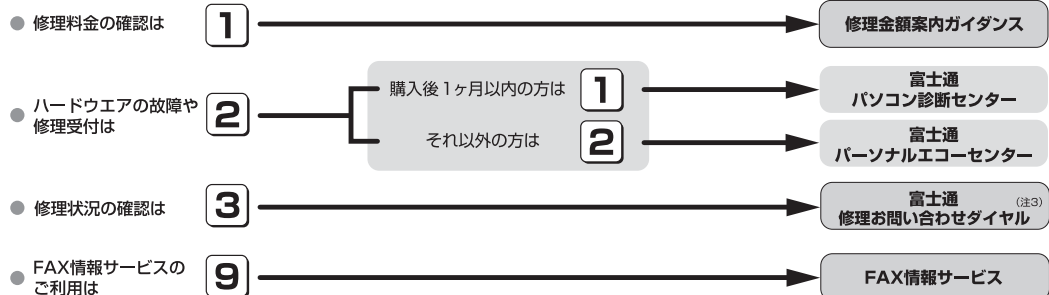 ● 修理料金の確認は 1 修理金額案内ガイダンス
● ハードウエアの故障や
修理受付は 2
購入後1ヶ月以内の方は 1
富士通
パソコン診断センター
それ以外の方は 2
富士通
パーソナルエコーセンター
● 修理状況の確認は 3
富士通 (注3)
修理お問い合わせダイヤル
● FAX情報サービスの
ご利用は 9 FAX情報サービス